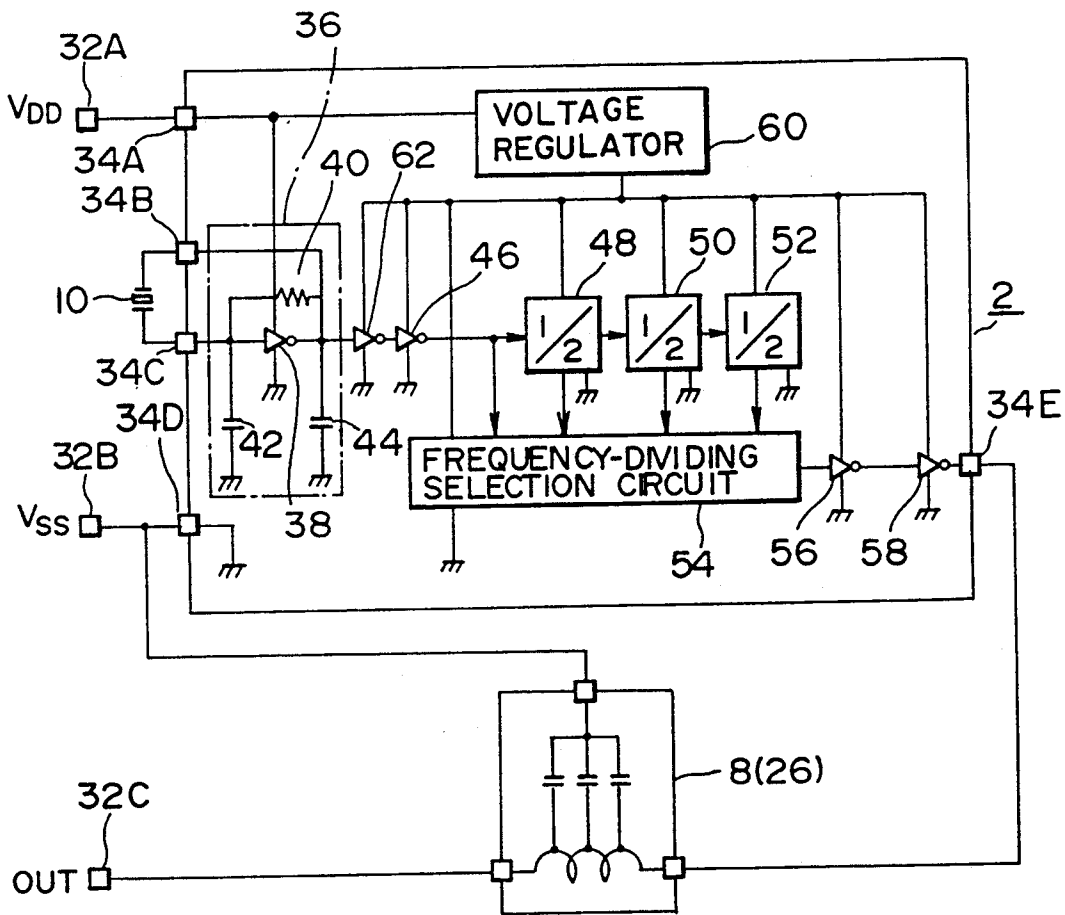 36
32A
VDD
34A
VOLTAGE
REGULATOR
60
40
62
34B
46
48
50
52
10
1/2
1/2
1/2
2
34C
34D
42
44
34E
32B
FREQUENCY-DIVIDING
SELECTION CIRCUIT
VSS
38
54
56
58
8(26)
32C
OUT